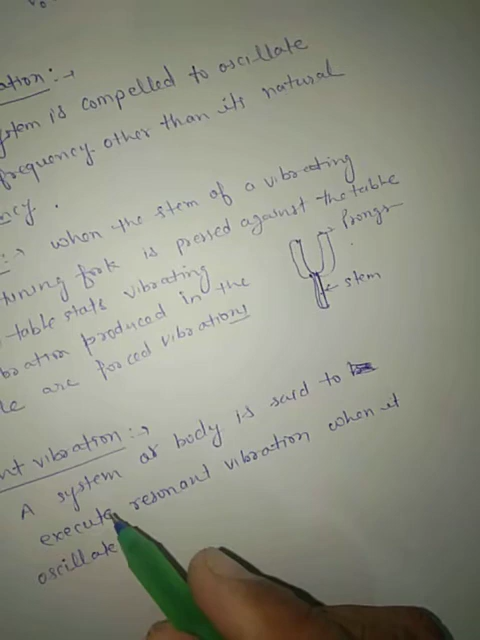 ation :→
stem is compelled to oscillate
frequency other than its natural
ncy.
:→ when the stem of a vibrating
tuning fork is pressed against the table
table stats vibrating
bration produced in the
le are forced vibrations
Prongs
stem
nt vibration :→
A system or body is said to
execute resonant vibration when it
oscillate